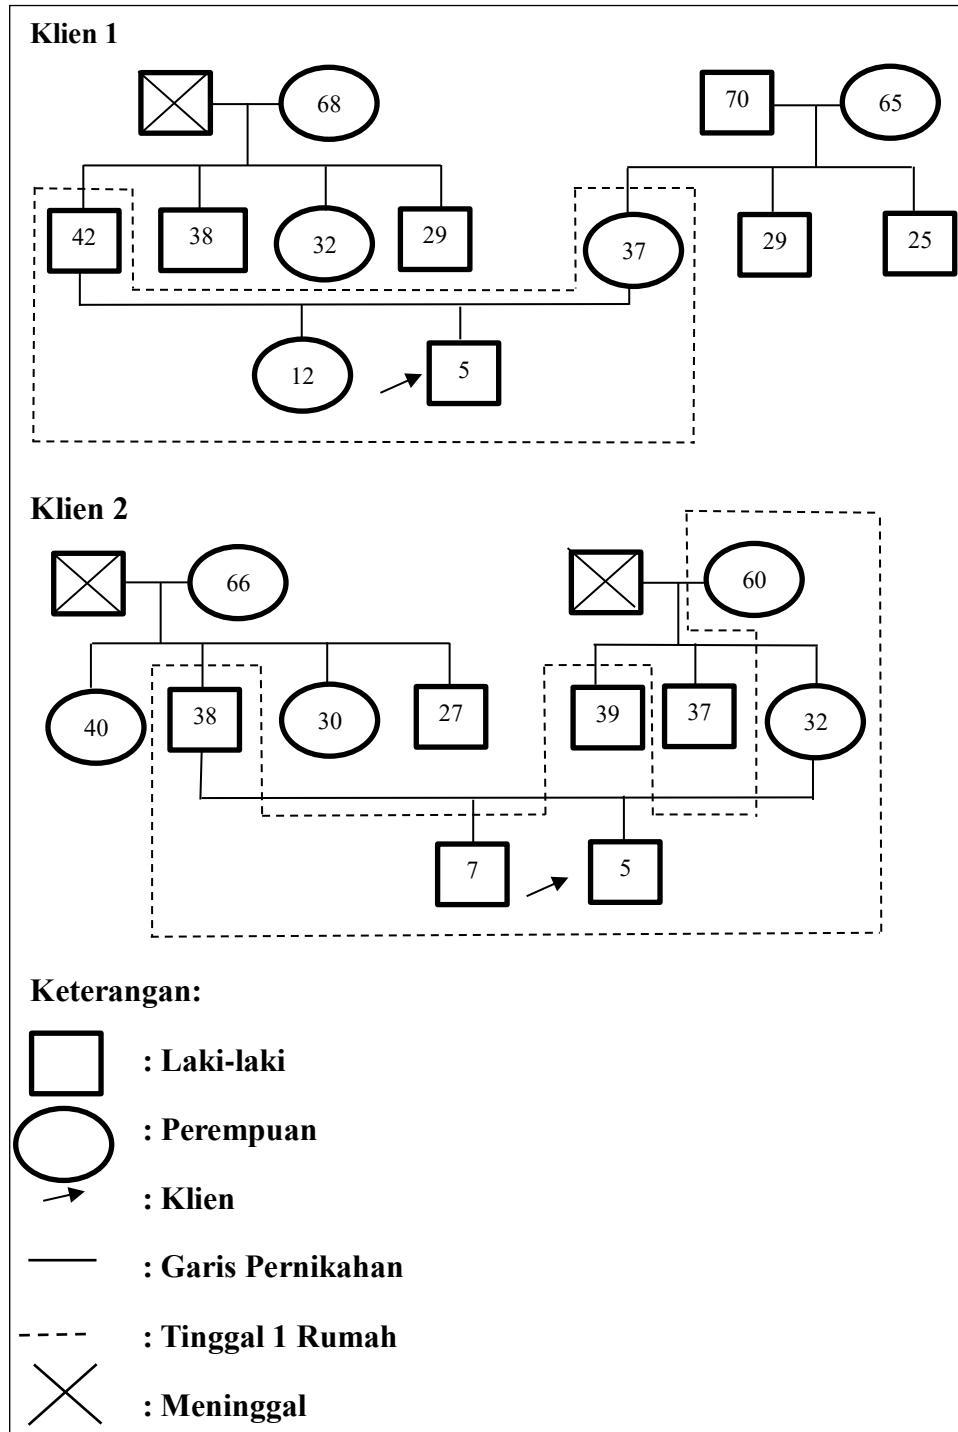 Klien 1
68 70 65
42 38 32 29 37 29 25
12 5
Klien 2
66 60
40 38 30 27 39 37 32
7 5
Keterangan:
: Laki-laki
: Perempuan
: Klien
: Garis Pernikahan
: Tinggal 1 Rumah
: Meninggal